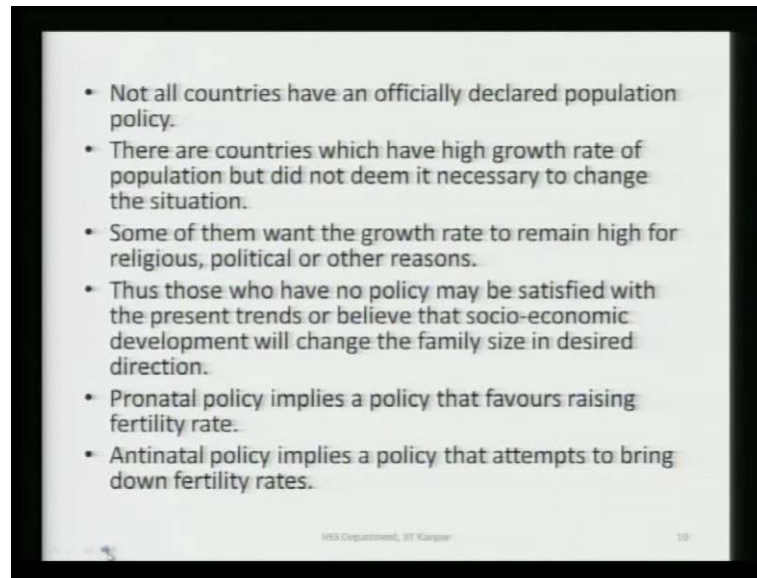 • Not all countries have an officially declared population
policy.
• There are countries which have high growth rate of
population but did not deem it necessary to change
the situation.
• Some of them want the growth rate to remain high for
religious, political or other reasons.
• Thus those who have no policy may be satisfied with
the present trends or believe that socio-economic
development will change the family size in desired
direction.
• Pronatal policy implies a policy that favours raising
fertility rate.
• Antinatal policy implies a policy that attempts to bring
down fertility rates.
HSS Department, IIT Kanpur
10